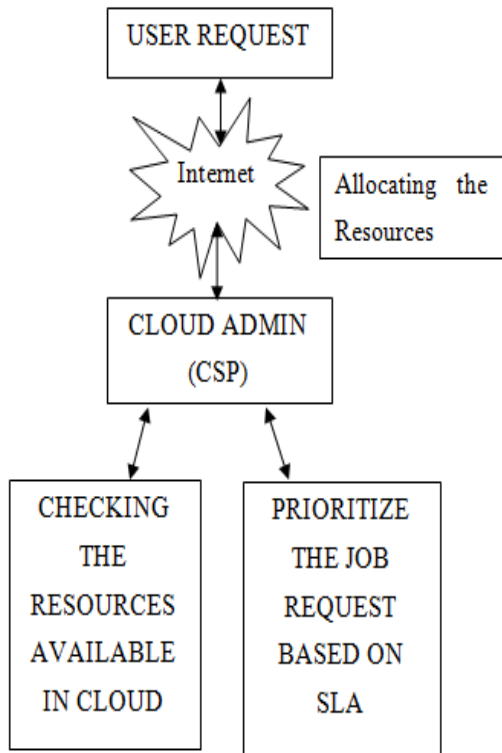 USER REQUEST
Internet
Allocating the
Resources
CLOUD ADMIN
(CSP)
CHECKING
THE
RESOURCES
AVAILABLE
IN CLOUD
PRIORITIZE
THE JOB
REQUEST
BASED ON
SLA